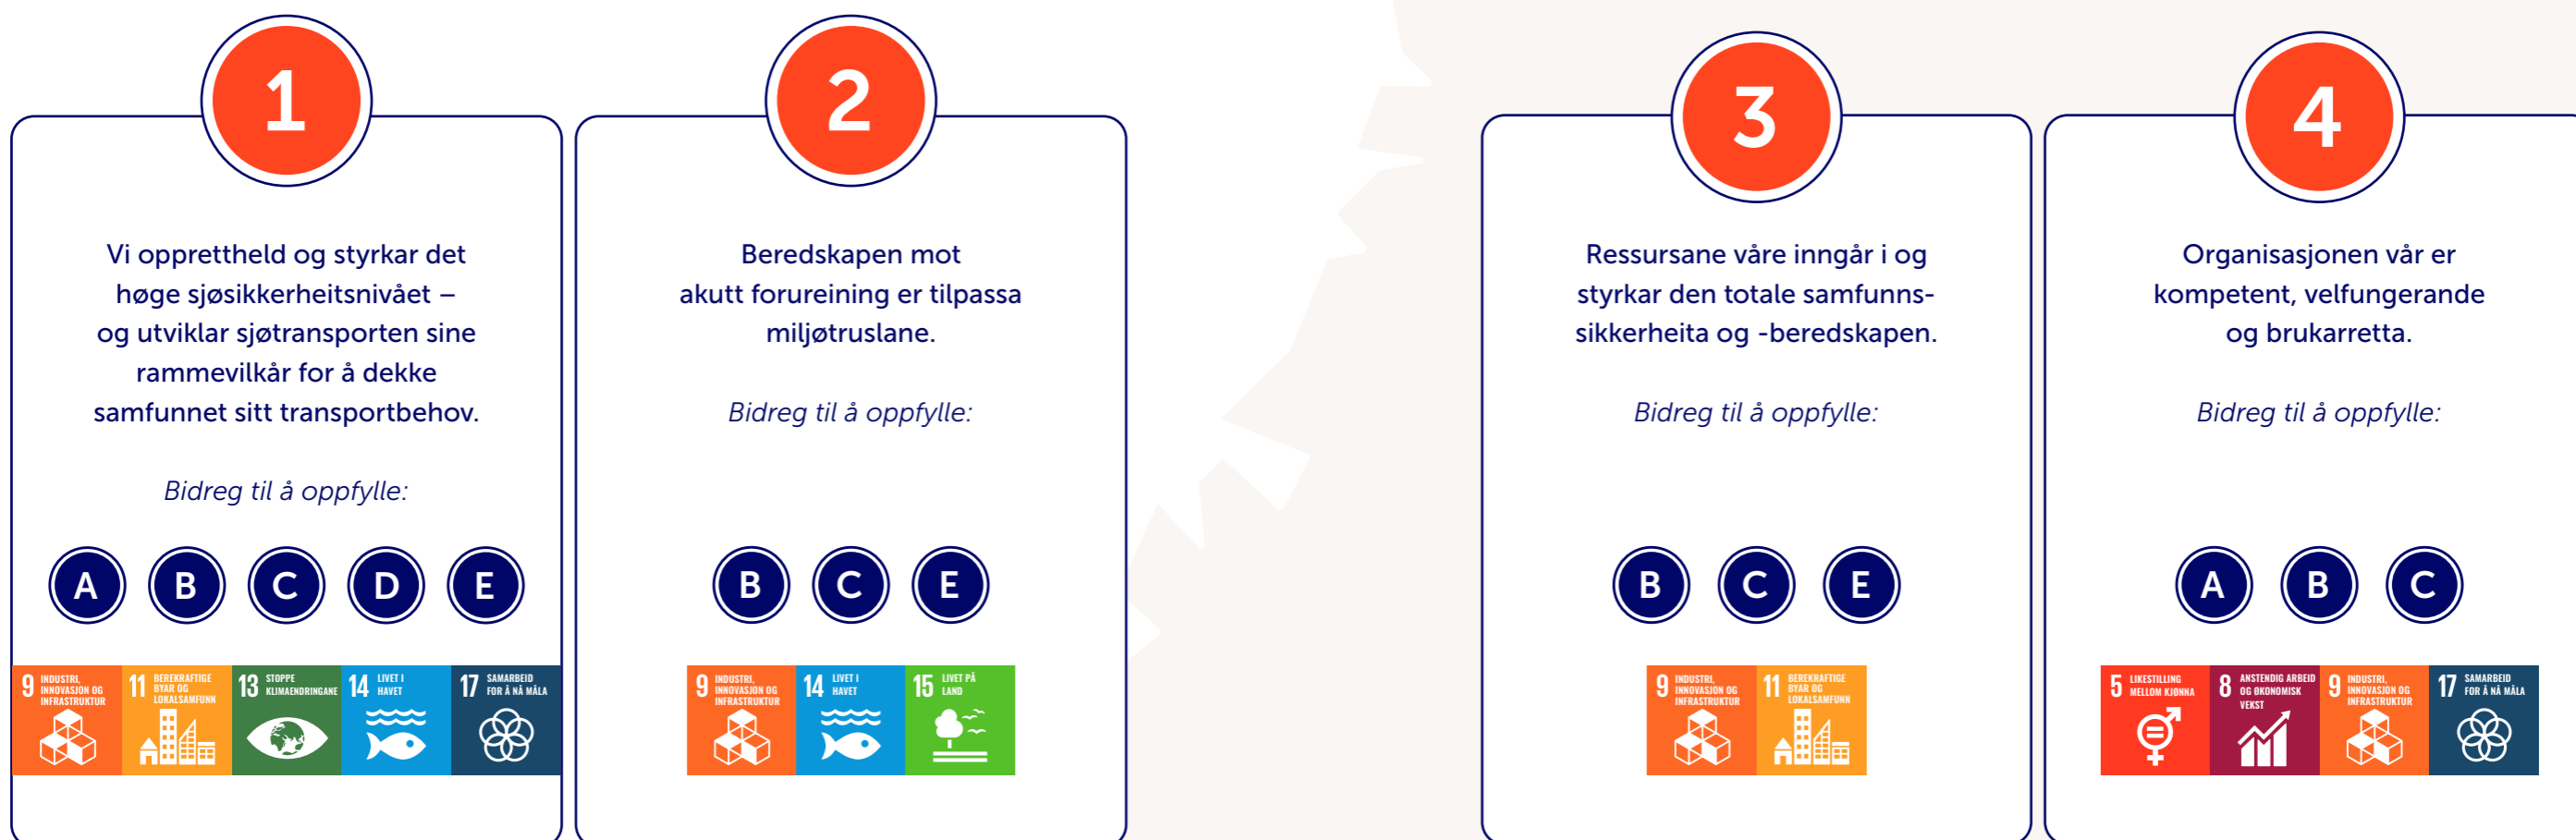 1
Vi opprettheld og styrkar det
høge sjøsikkerheitsnivået –
og utviklar sjøtransporten sine
rammevilkår for å dekke
samfunnet sitt transportbehov.
Bidreg til å oppfylle:
A B C D E
9 INDUSTRI,
INNOVASJON OG
INFRASTRUKTUR
11 BEREKRAFTIGE
BYAR OG
LOKALSAMFUNN
13 STOPPE
KLIMAENDRINGANE
14 LIVET I
HAVET
17 SAMARBEID
FOR Å NÅ MÅLA
2
Beredskapen mot
akutt forureining er tilpassa
miljøtruslane.
Bidreg til å oppfylle:
B C E
9 INDUSTRI,
INNOVASJON OG
INFRASTRUKTUR
14 LIVET I
HAVET
15 LIVET PÅ
LAND
3
Ressursane våre inngår i og
styrkar den totale samfunns-
sikkerheita og -beredskapen.
Bidreg til å oppfylle:
B C E
9 INDUSTRI,
INNOVASJON OG
INFRASTRUKTUR
11 BEREKRAFTIGE
BYAR OG
LOKALSAMFUNN
4
Organisasjonen vår er
kompetent, velfungerande
og brukarretta.
Bidreg til å oppfylle:
A B C
5 LIKESTILLING
MELLOM KJØNNA
8 ANSTENDIG ARBEID
OG ØKONOMISK
VEKST
9 INDUSTRI,
INNOVASJON OG
INFRASTRUKTUR
17 SAMARBEID
FOR Å NÅ MÅLA